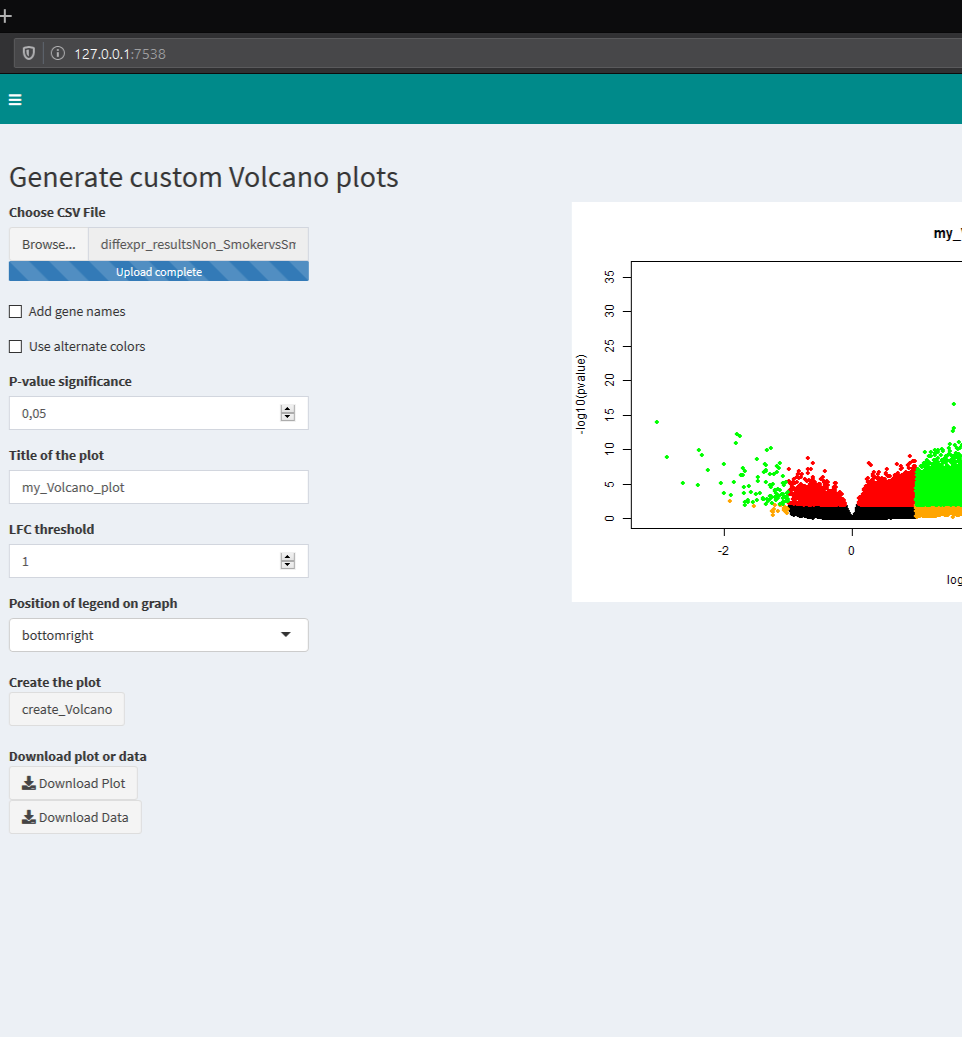 127.0.0.1:7538
Generate custom Volcano plots
Choose CSV File
Browse... diffexpr_resultsNon_SmokervsSm
Upload complete
Add gene names
Use alternate colors
P-value significance
0,05
Title of the plot
my_Volcano_plot
LFC threshold
1
Position of legend on graph
bottomright
Create the plot
create_Volcano
Download plot or data
Download Plot
Download Data
my_
-log10(pvalue)
35
30
25
20
15
10
5
0
-2 0
log